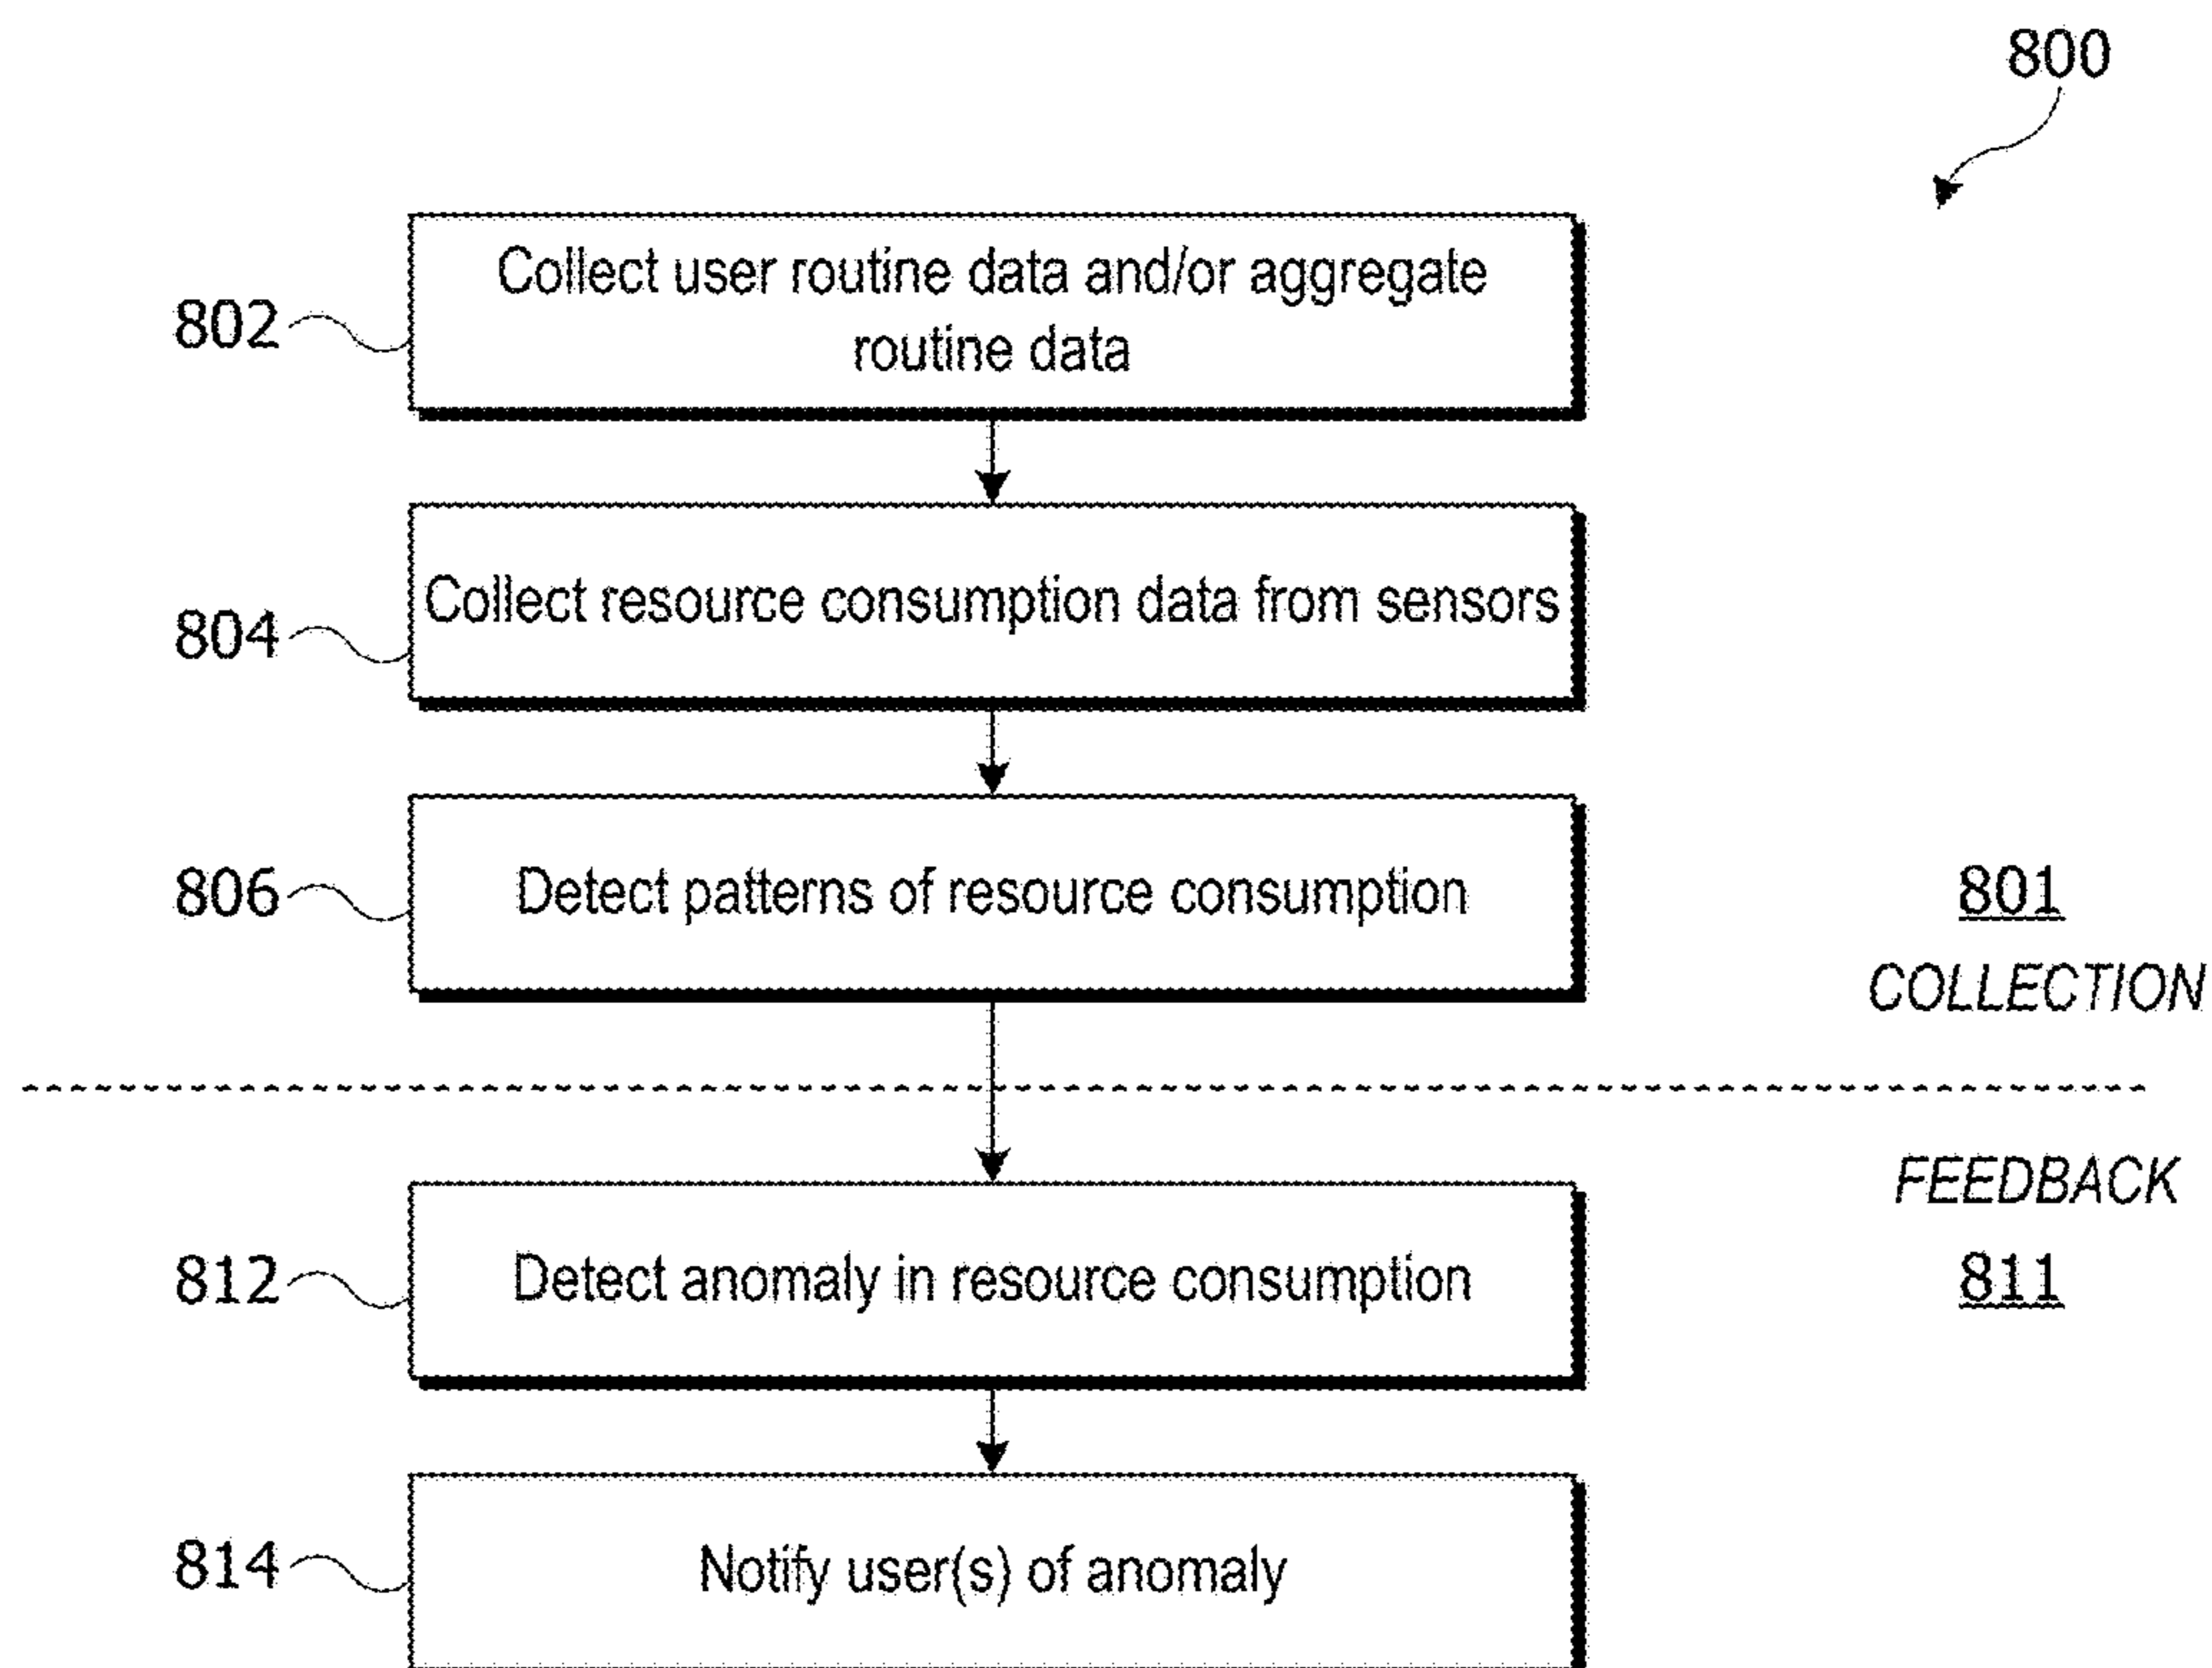 800
802
Collect user routine data and/or aggregate
routine data
804
Collect resource consumption data from sensors
806
Detect patterns of resource consumption
801
COLLECTION
FEEDBACK
811
812
Detect anomaly in resource consumption
814
Notify user(s) of anomaly